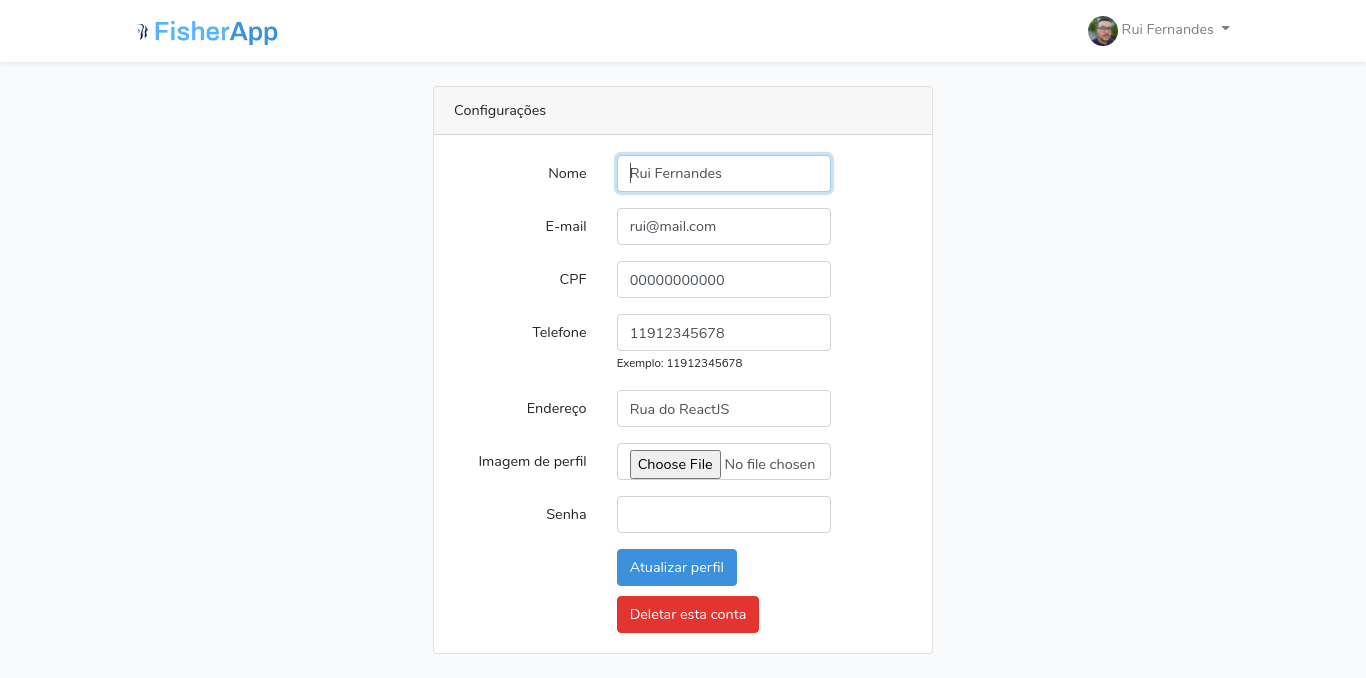 FisherApp
Rui Fernandes
Configurações
Nome
Rui Fernandes
E-mail
rui@mail.com
CPF
00000000000
Telefone
11912345678
Exemplo: 11912345678
Endereço
Rua do ReactJS
Imagem de perfil
Choose File No file chosen
Senha
Atualizar perfil
Deletar esta conta